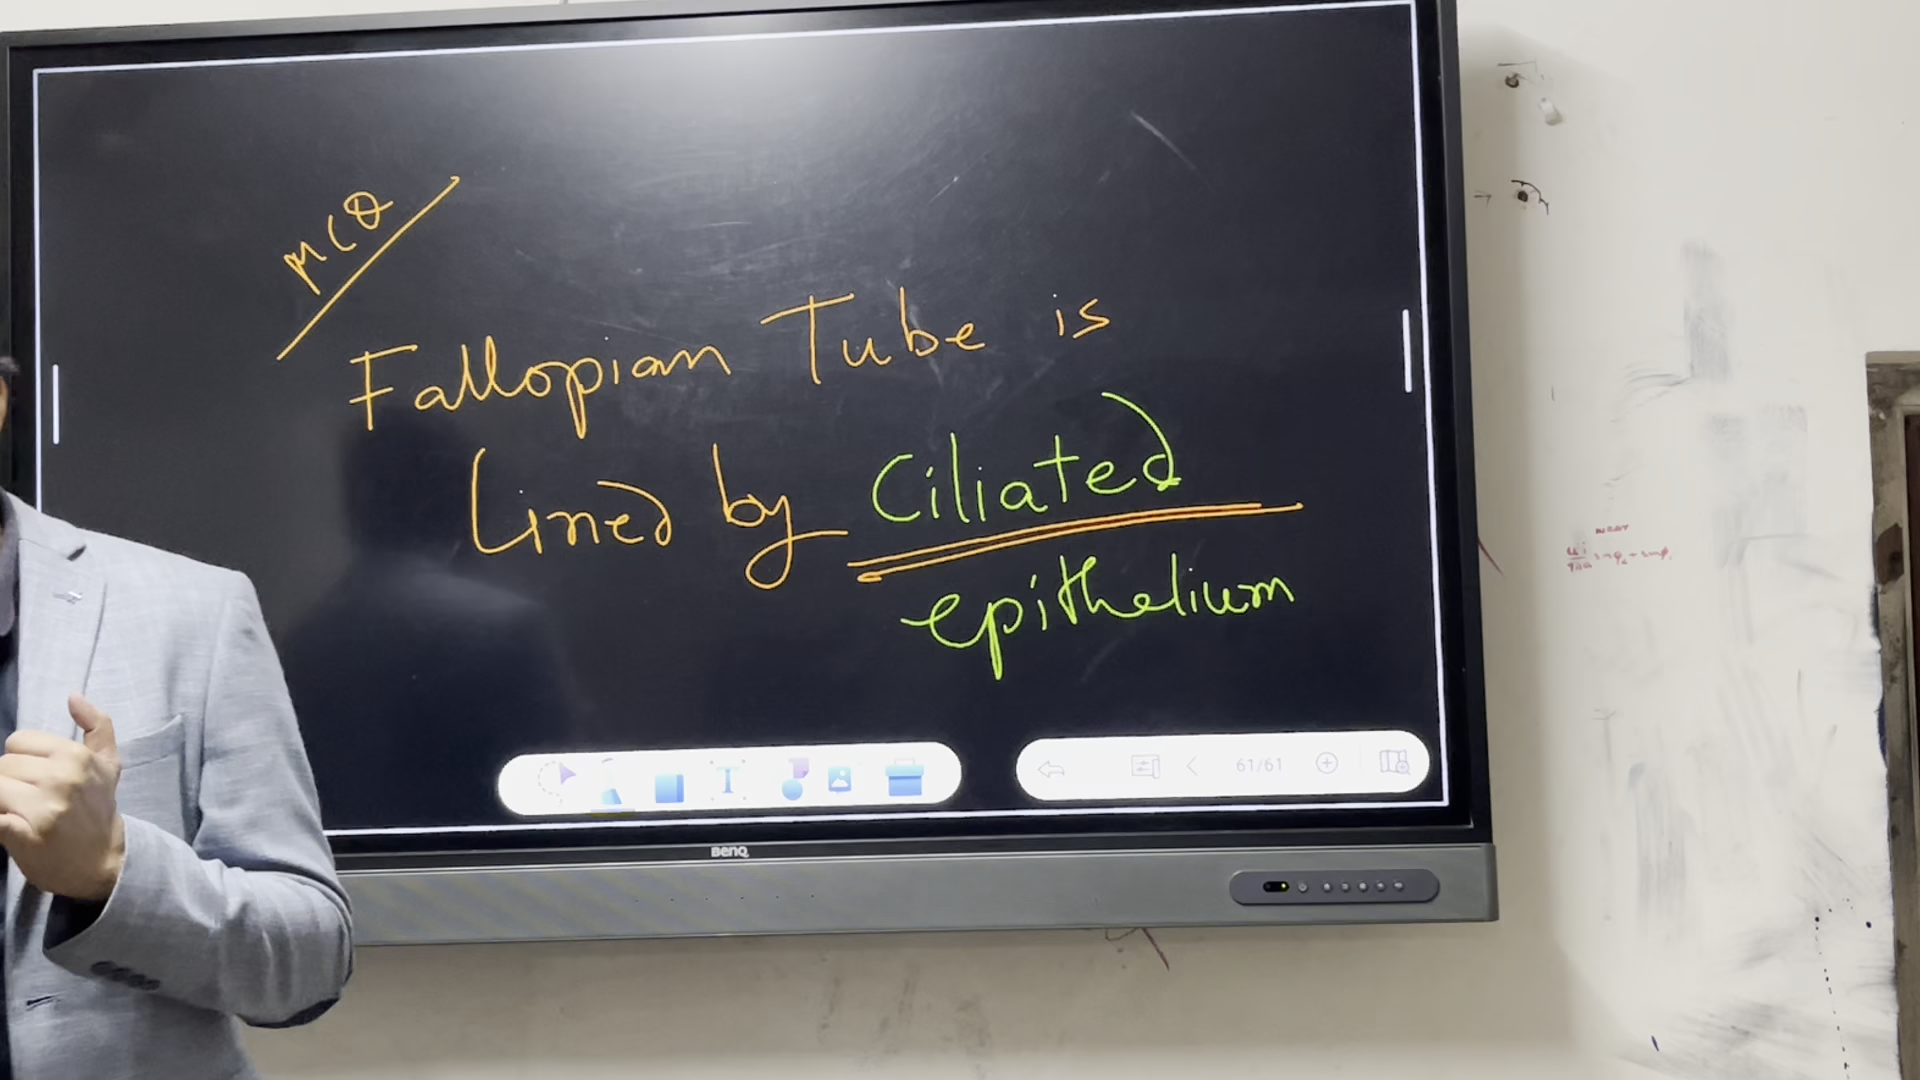 MCQ
Fallopian Tube is
Lined by Ciliated
epithelium
T
61/61
BenQ